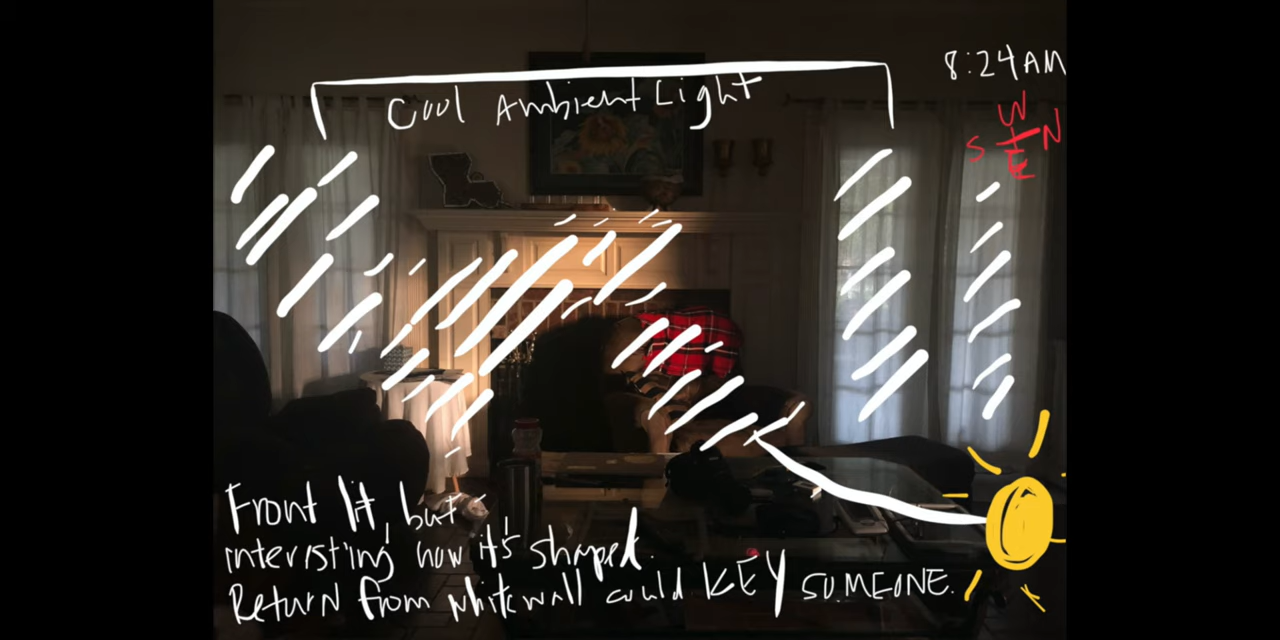 8:24AM
Cool Ambient Light
W
S N
E
Front lit, but
interesting how it's shaped.
Return from white wall could KEY SOMEONE.